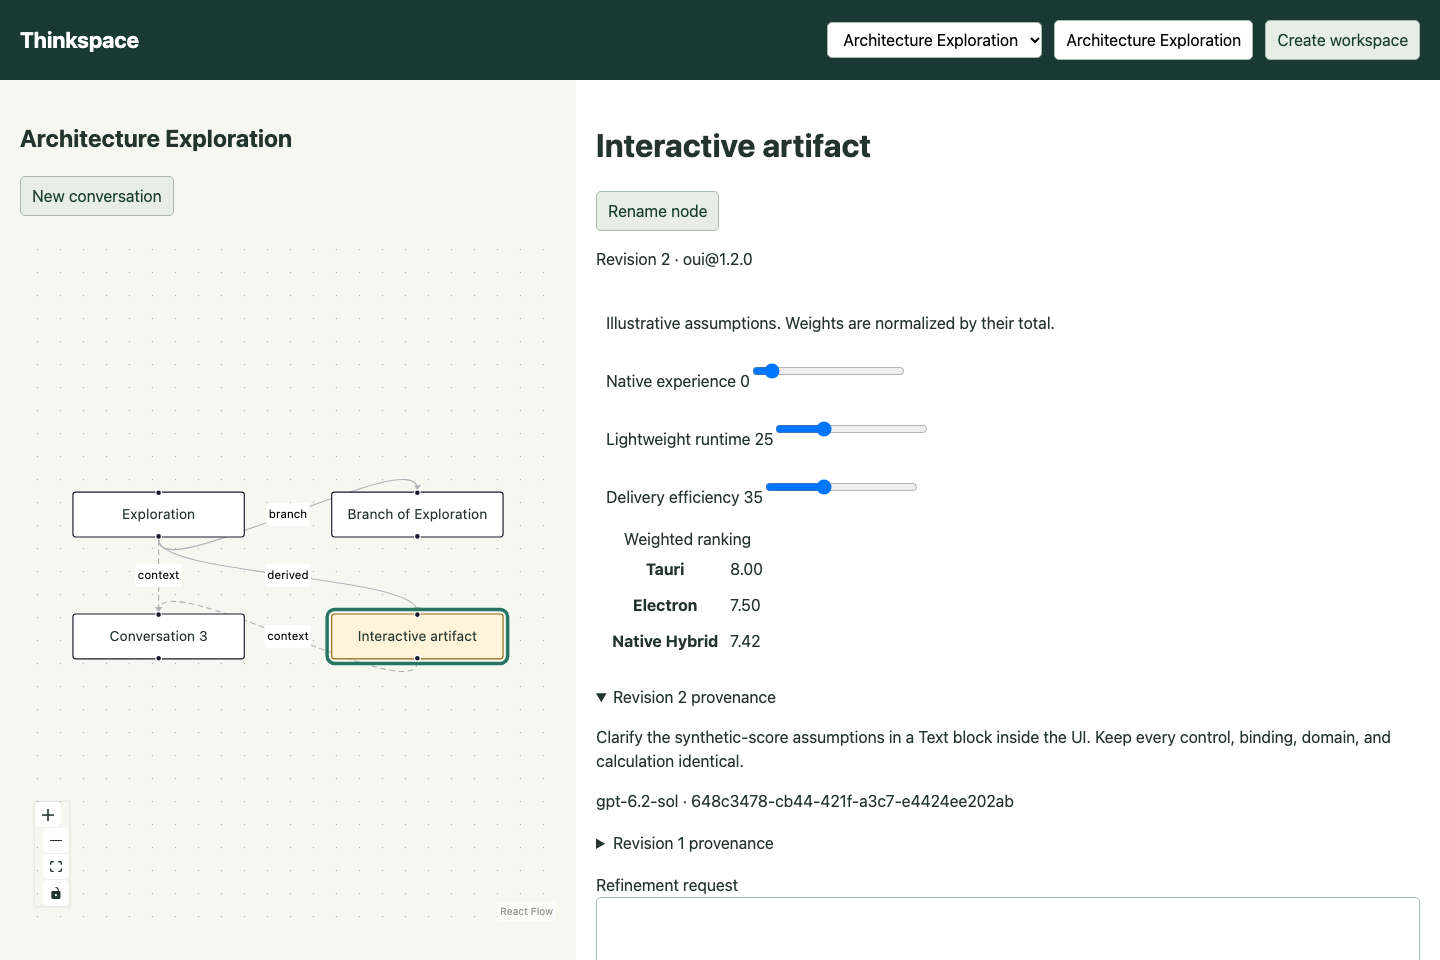 Thinkspace
Architecture Exploration
Architecture Exploration
Create workspace
Architecture Exploration
New conversation
Exploration
Branch of Exploration
branch
context
derived
Conversation 3
context
Interactive artifact
React Flow
Interactive artifact
Rename node
Revision 2 · oui@1.2.0
Illustrative assumptions. Weights are normalized by their total.
Native experience 0
Lightweight runtime 25
Delivery efficiency 35
Weighted ranking
Tauri 8.00
Electron 7.50
Native Hybrid 7.42
Revision 2 provenance
Clarify the synthetic-score assumptions in a Text block inside the UI. Keep every control, binding, domain, and
calculation identical.
gpt-6.2-sol · 648c3478-cb44-421f-a3c7-e4424ee202ab
Revision 1 provenance
Refinement request